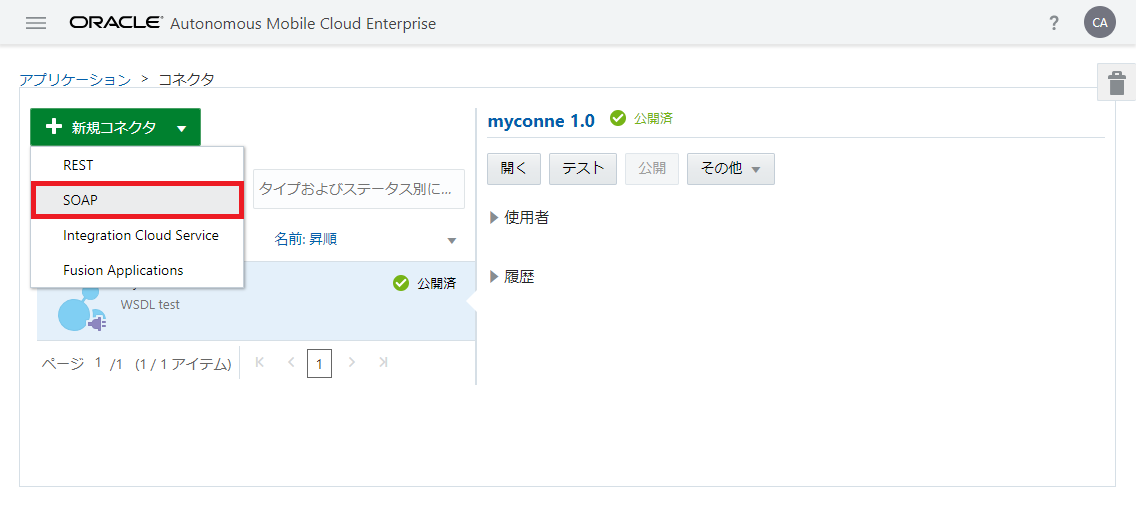 ORACLE Autonomous Mobile Cloud Enterprise
?
CA
アプリケーション > コネクタ
新規コネクタ
REST
SOAP
Integration Cloud Service
Fusion Applications
タイプおよびステータス別に...
名前: 昇順
公開済
WSDL test
ページ 1 /1 (1 / 1 アイテム)
1
myconne 1.0 公開済
開く テスト 公開 その他
使用者
履歴